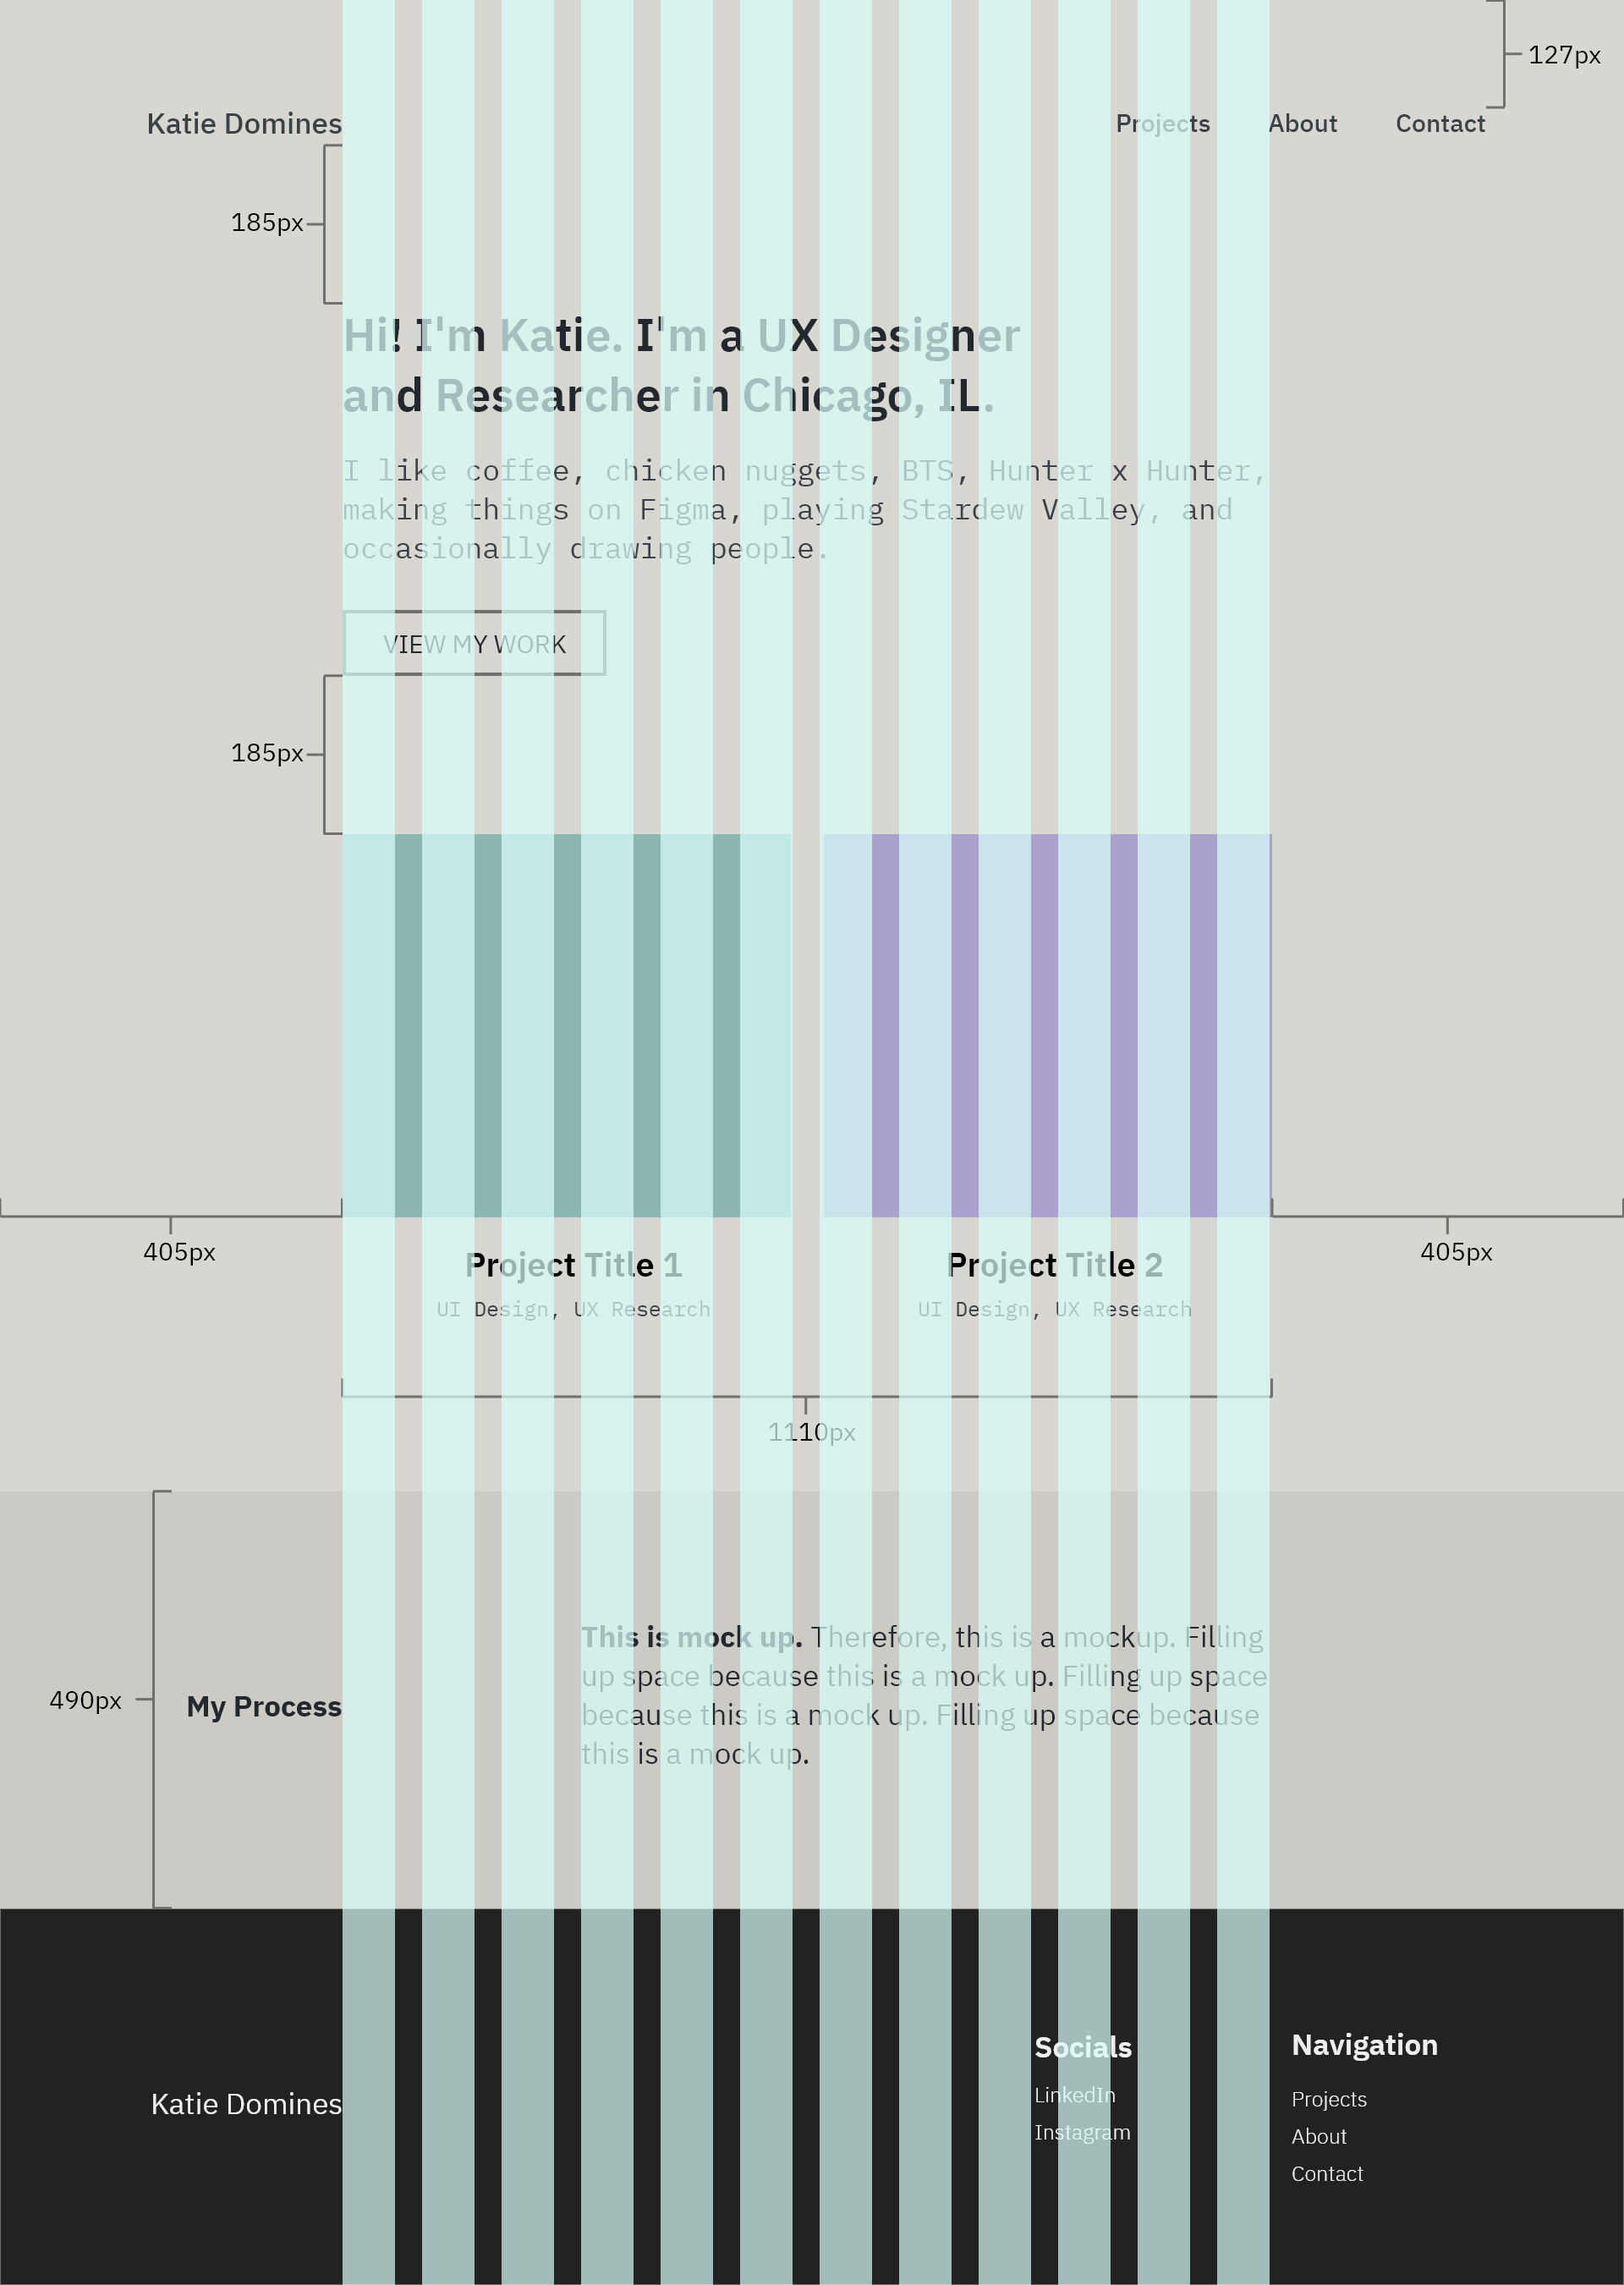 127px
Katie Domines
Projects About Contact
185px
Hi! I'm Katie. I'm a UX Designer
and Researcher in Chicago, IL.
I like coffee, chicken nuggets, BTS, Hunter x Hunter,
making things on Figma, playing Stardew Valley, and
occasionally drawing people.
VIEW MY WORK
185px
405px
405px
Project Title 1
Project Title 2
UI Design, UX Research
UI Design, UX Research
1110px
This is mock up. Therefore, this is a mockup. Filling
up space because this is a mock up. Filling up space
because this is a mock up. Filling up space because
this is a mock up.
490px
My Process
Katie Domines
Socials
LinkedIn
Instagram
Navigation
Projects
About
Contact